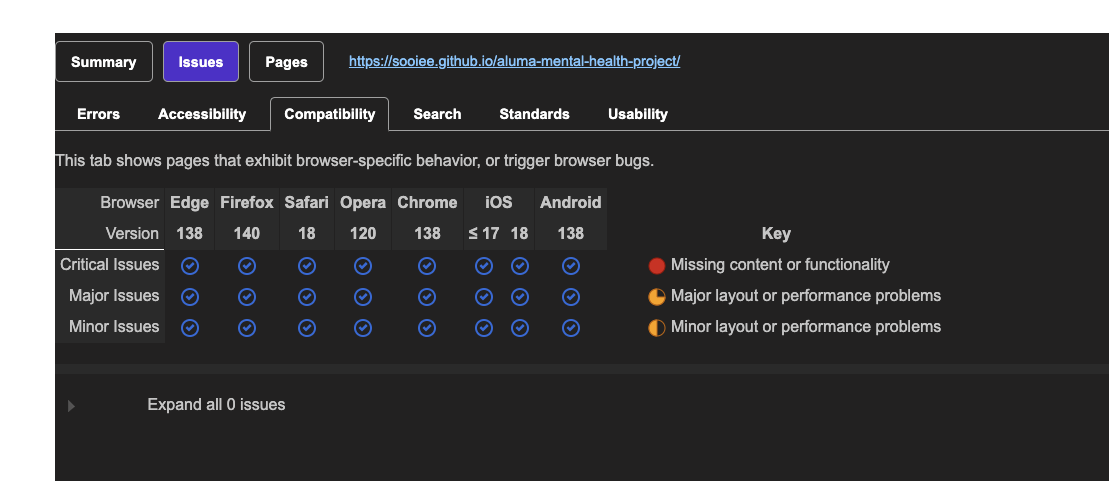 Summary Issues Pages https://sooiee.github.io/aluma-mental-health-project/
Errors Accessibility Compatibility Search Standards Usability
This tab shows pages that exhibit browser-specific behavior, or trigger browser bugs.
Browser Edge Firefox Safari Opera Chrome iOS Android
Version 138 140 18 120 138 ≤ 17 18 138 Key
Critical Issues Missing content or functionality
Major Issues Major layout or performance problems
Minor Issues Minor layout or performance problems
Expand all 0 issues